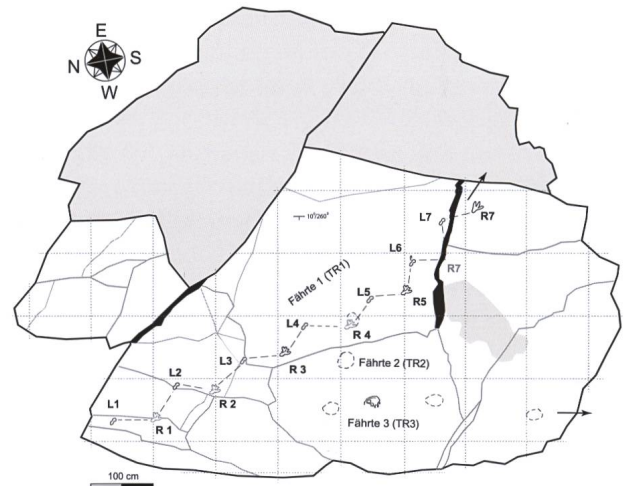 E
N S
W
10°/260°
L7
R7
L6
R7
Fährte 1 (TR1)
L5
R5
L4
R 4
L3
R 3
Fährte 2 (TR2)
L2
R 2
L1
R 1
Fährte 3 (TR3)
100 cm